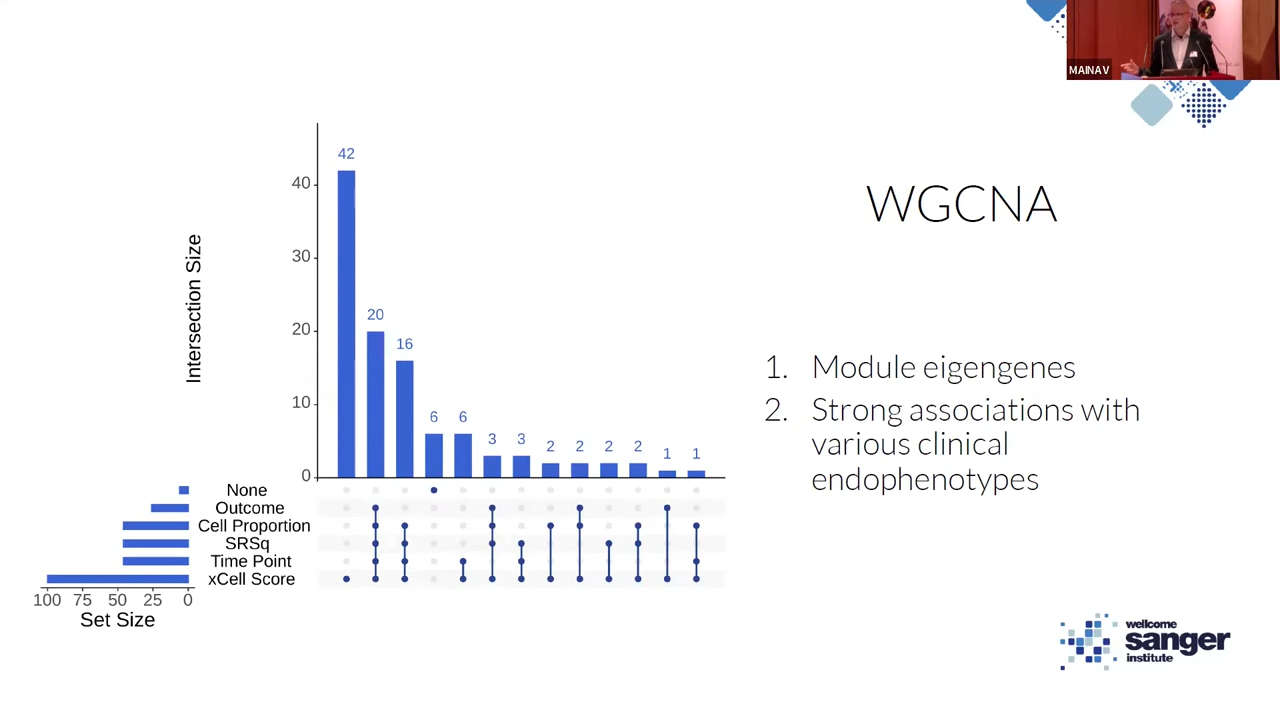 MAINAV
WGCNA
42
40
30
20
10
0
20
16
6
6
3
3
2
2
2
2
1
1
Intersection Size
None
Outcome
Cell Proportion
SRSq
Time Point
xCell Score
100 75 50 25 0
Set Size
1. Module eigengenes
2. Strong associations with
various clinical
endophenotypes
wellcome
sanger
institute